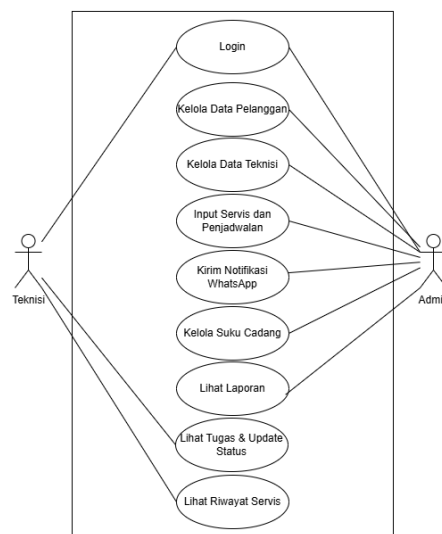 Login
Kelola Data Pelanggan
Kelola Data Teknisi
Input Servis dan
Penjadwalan
Kirim Notifikasi
WhatsApp
Teknisi
Admi
Kelola Suku Cadang
Lihat Laporan
Lihat Tugas & Update
Status
Lihat Riwayat Servis